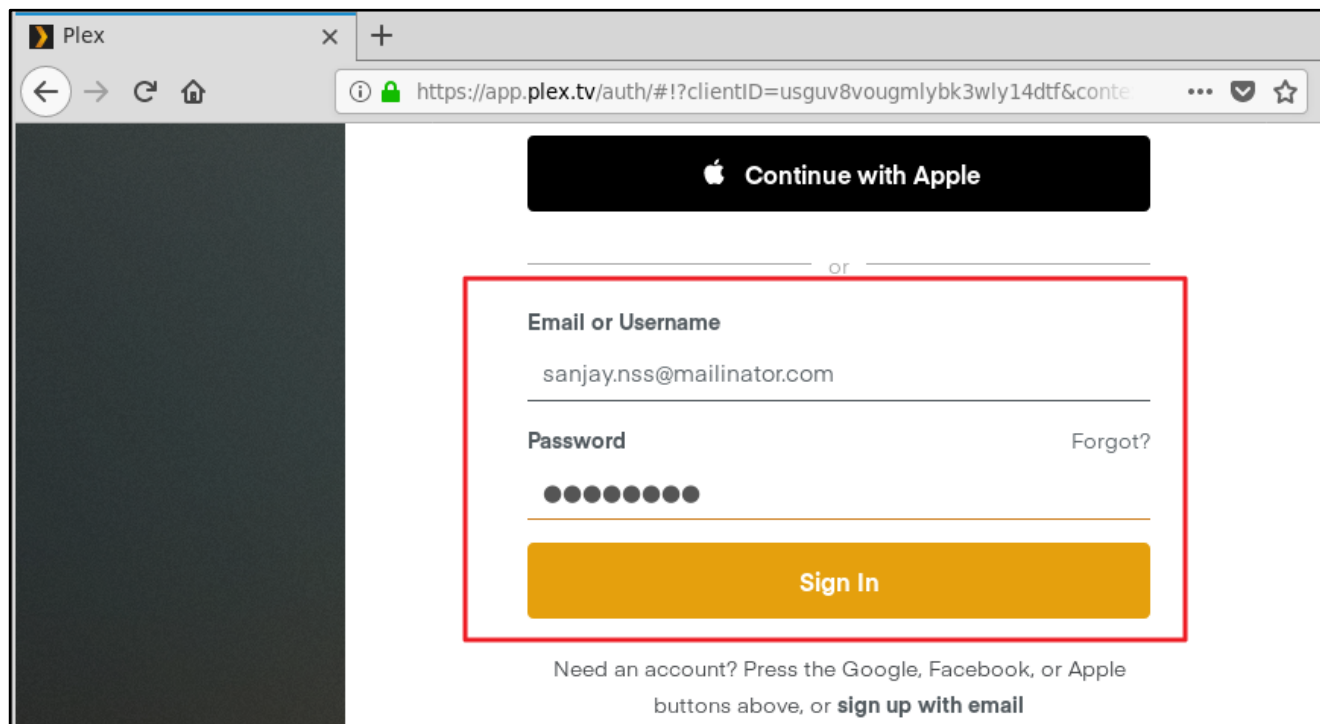 Plex
https://app.plex.tv/auth/#!?clientID=usguv8vougmlybk3wly14dtf&conte
Continue with Apple
or
Email or Username
sanjay.nss@mailinator.com
Password Forgot?
Sign In
Need an account? Press the Google, Facebook, or Apple
buttons above, or sign up with email